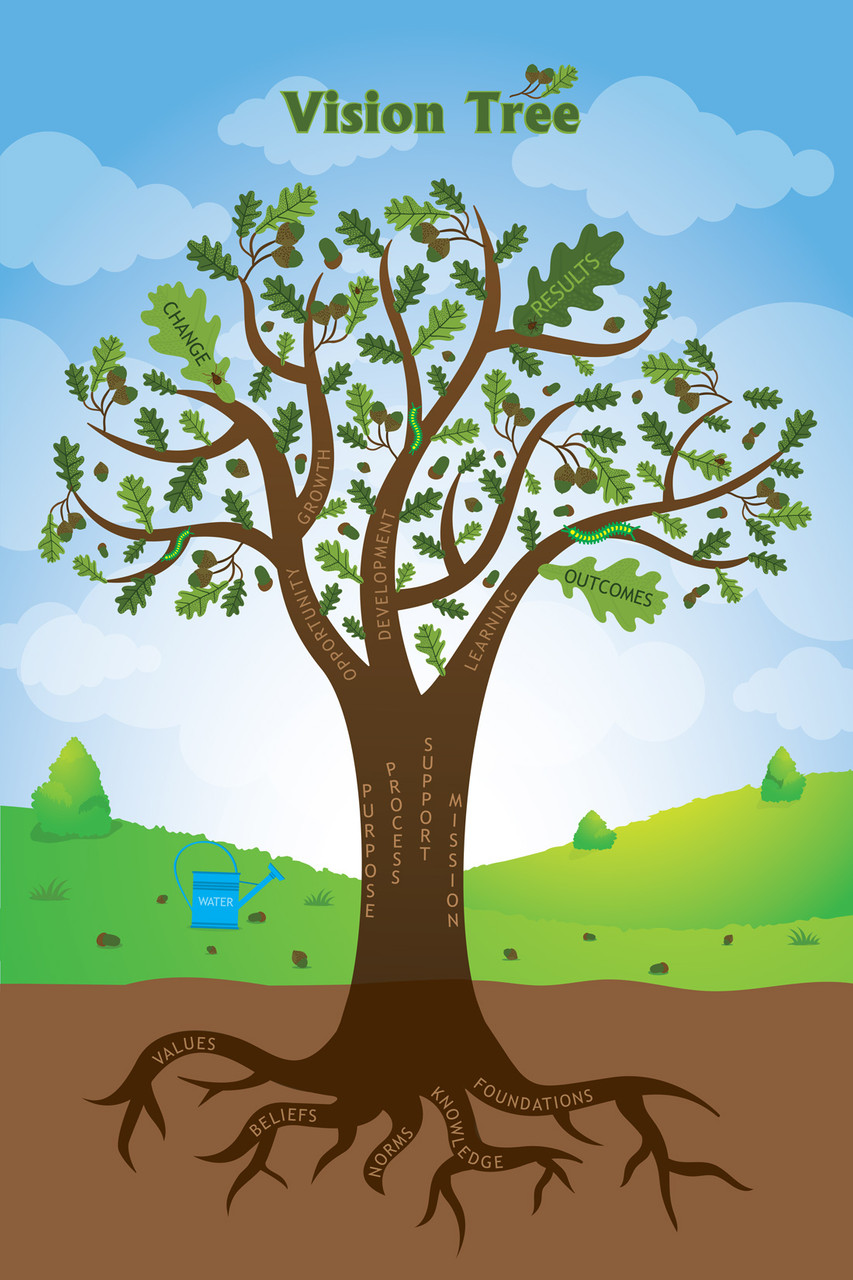 Vision Tree
RESULTS
CHANGE
GROWTH
DEVELOPMENT
OPPORTUNITY
LEARNING
OUTCOMES
PURPOSE
PROCESS
SUPPORT
MISSION
WATER
VALUES
BELIEFS
NORMS
KNOWLEDGE
FOUNDATIONS